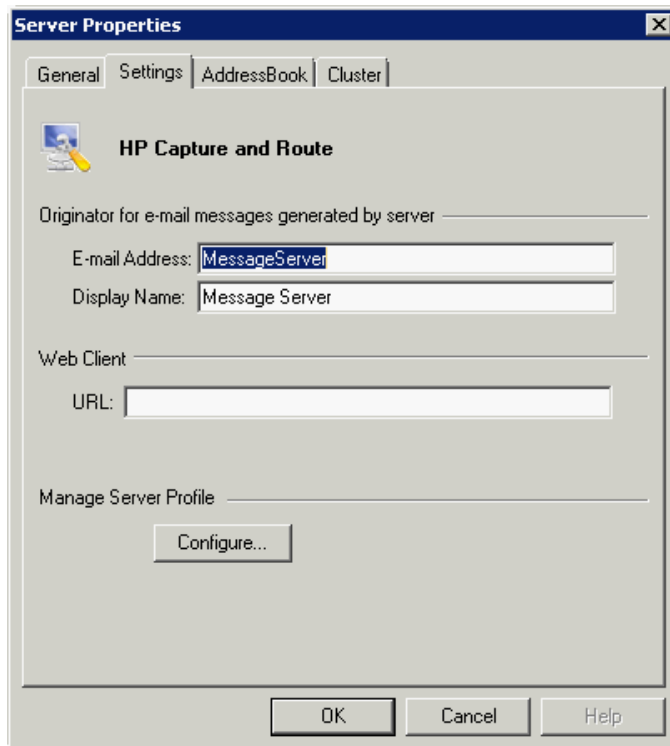 Server Properties
General Settings AddressBook Cluster
HP Capture and Route
Originator for e-mail messages generated by server
E-mail Address: MessageServer
Display Name: Message Server
Web Client
URL:
Manage Server Profile
Configure...
OK Cancel Help